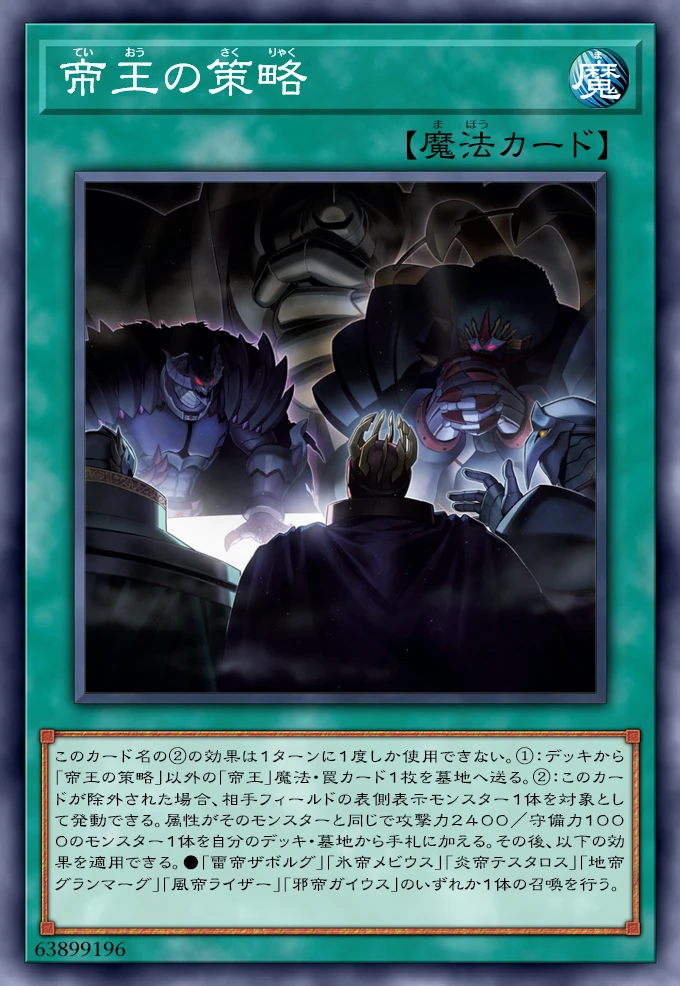 帝王の策略
魔
【魔法カード】
このカード名の②の効果は1ターンに1度しか使用できない。①:デッキから
「帝王の策略」以外の「帝王」魔法・罠カード1枚を墓地へ送る。②:このカー
ドが除外された場合、相手フィールドの表側表示モンスター1体を対象とし
て発動できる。属性がそのモンスターと同じで攻撃力2400/守備力100
0のモンスター1体を自分のデッキ・墓地から手札に加える。その後、以下の効
果を適用できる。●「雷帝ザボルグ」「氷帝メビウス」「炎帝テスタロス」「地帝
グランマーグ」「風帝ライザー」「邪帝ガイウス」のいずれか1体の召喚を行う。
63899196